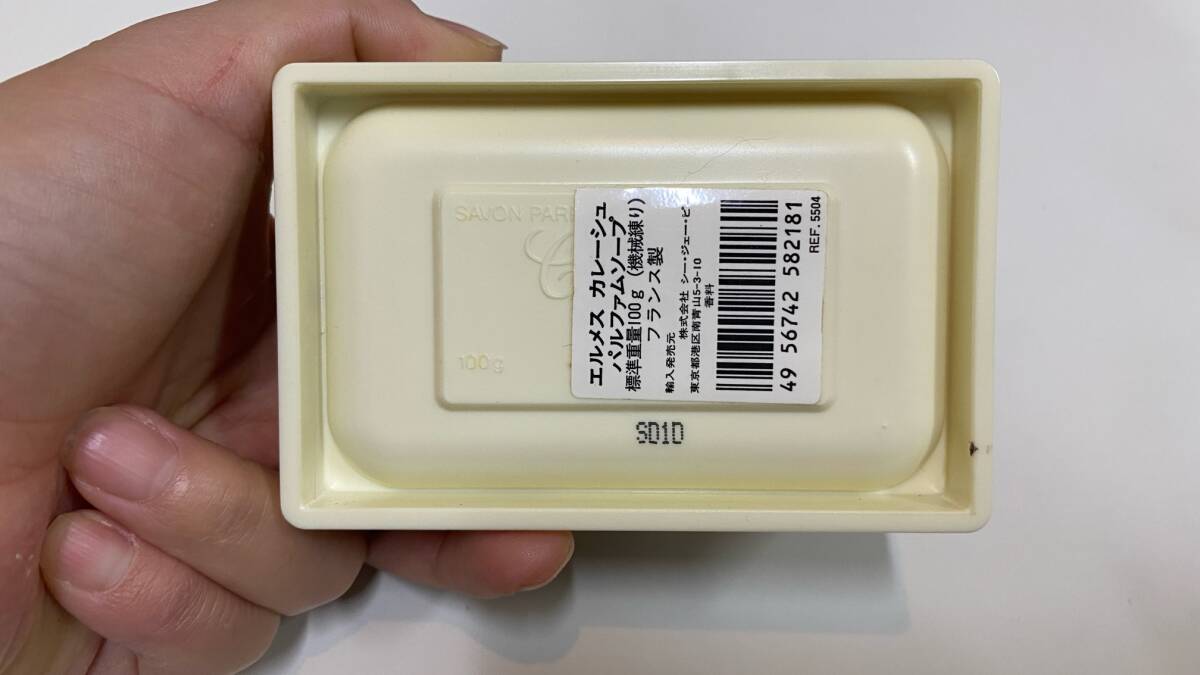 SAVON PAR
100g
エルメス カレーシュ
パルファムソープ
標準重量100g(機械練り)
フランス製
輸入発売元
株式会社 シー・ジェー・ピー
東京都港区南青山5-3-10
香料
49 56742 582181
REF. 5504
S010